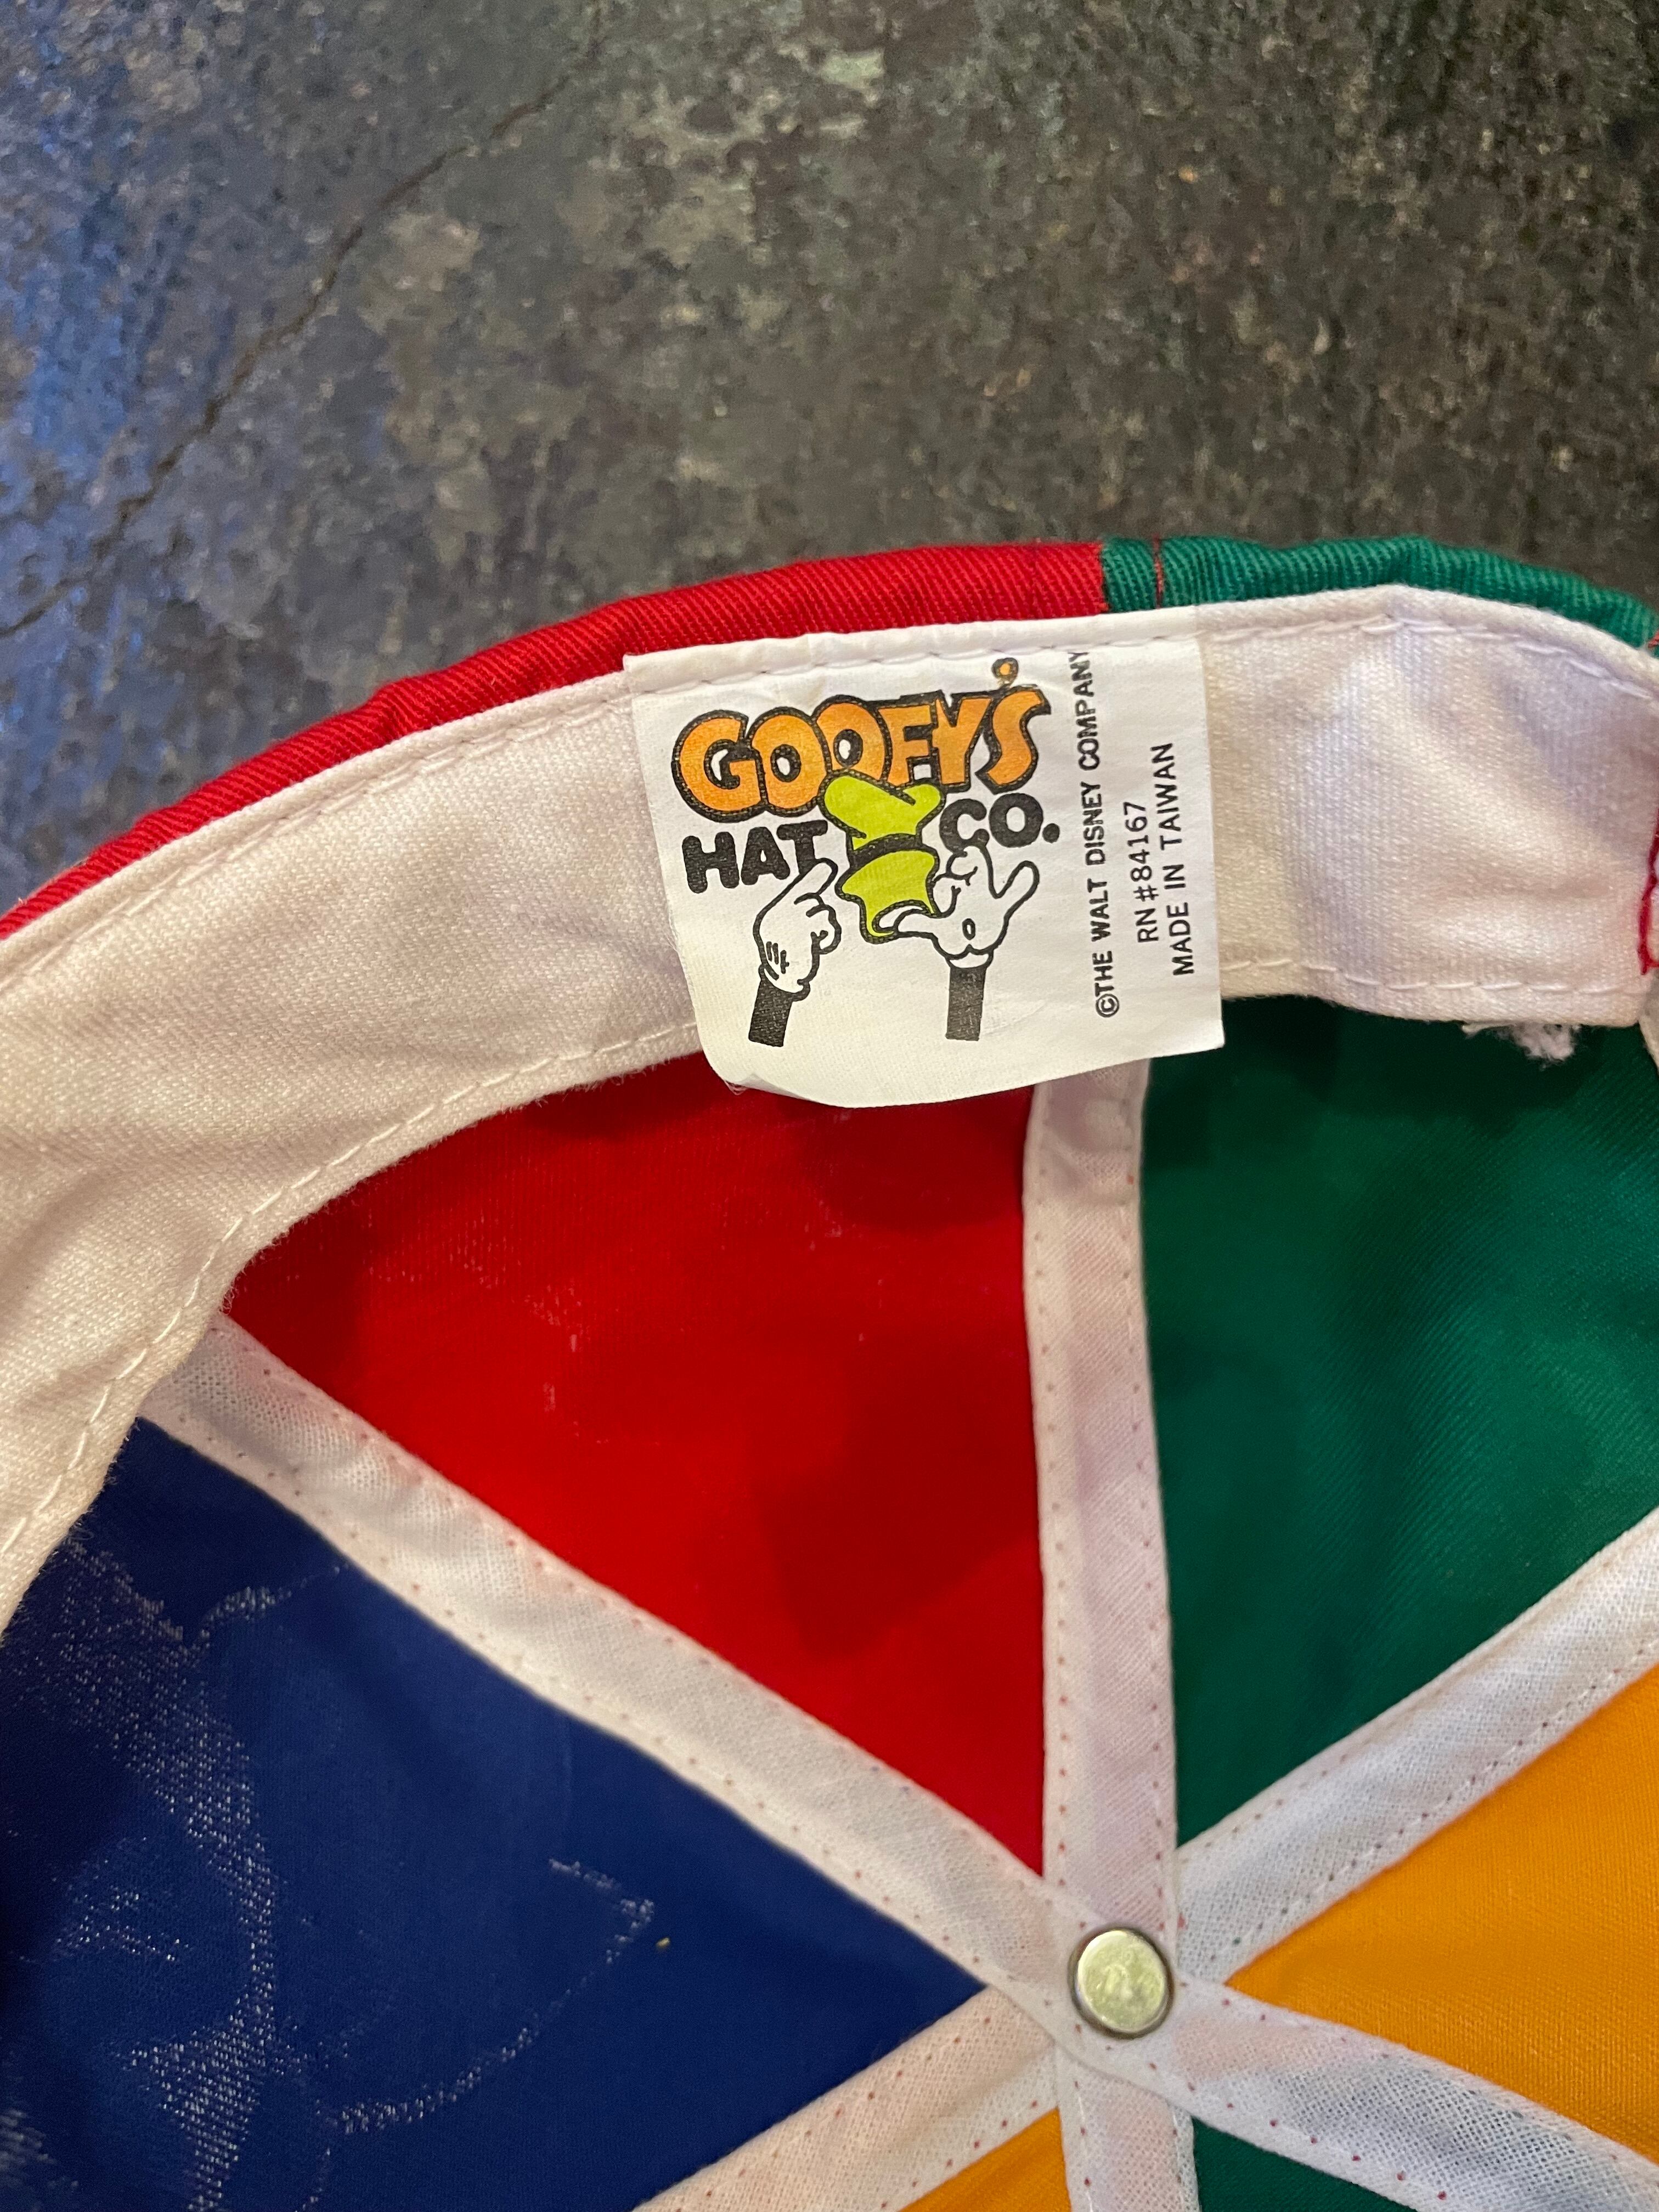 GOOFY'S
HAT CO.
©THE WALT DISNEY COMPANY
RN#84167
MADE IN TAIWAN